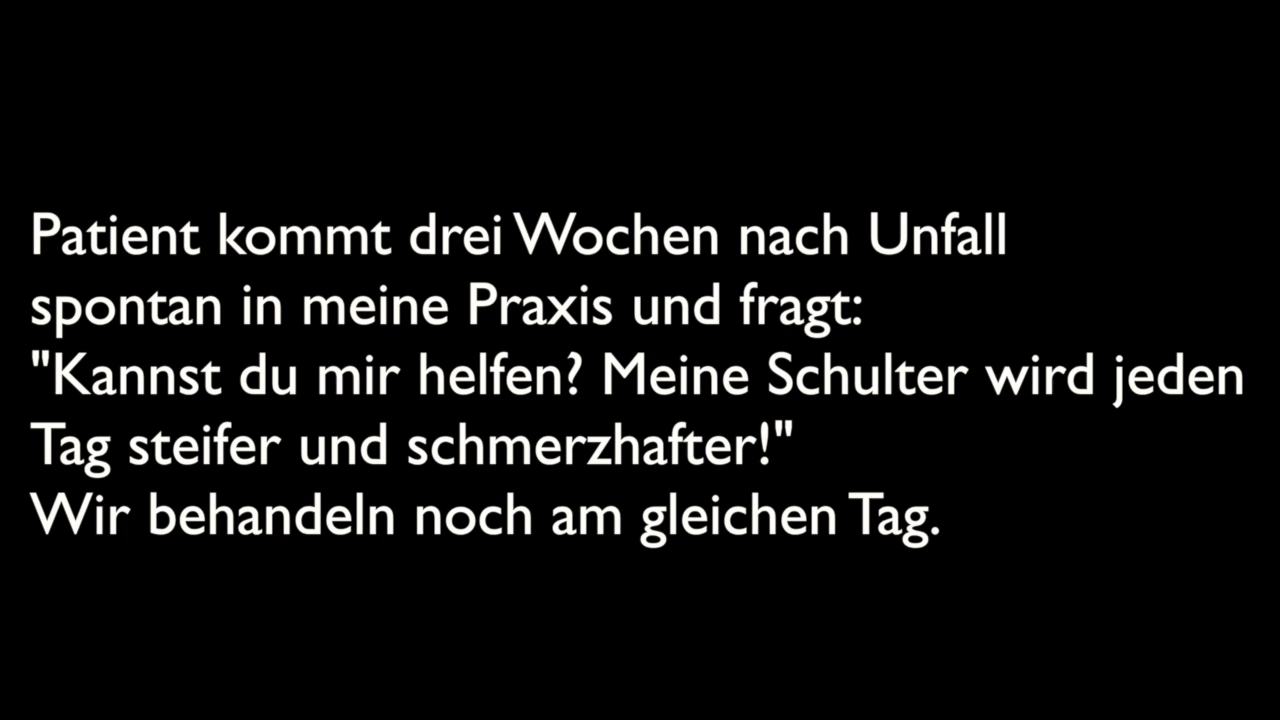 Patient kommt drei Wochen nach Unfall
spontan in meine Praxis und fragt:
"Kannst du mir helfen? Meine Schulter wird jeden
Tag steifer und schmerzhafter!"
Wir behandeln noch am gleichen Tag.